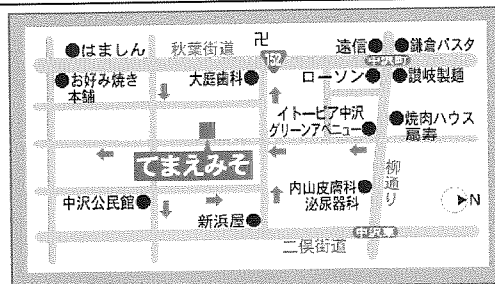 はましん
秋葉街道
卍
152
遠信
鎌倉パスタ
中沢町
お好み焼き
本舗
大庭歯科
ローソン
讃岐製麺
イトーピア中沢
グリーンアベニュー
焼肉ハウス
扇寿
てまえみそ
柳通り
中沢公民館
内山皮膚科
泌尿器科
新浜屋
N
中沢東
二俣街道